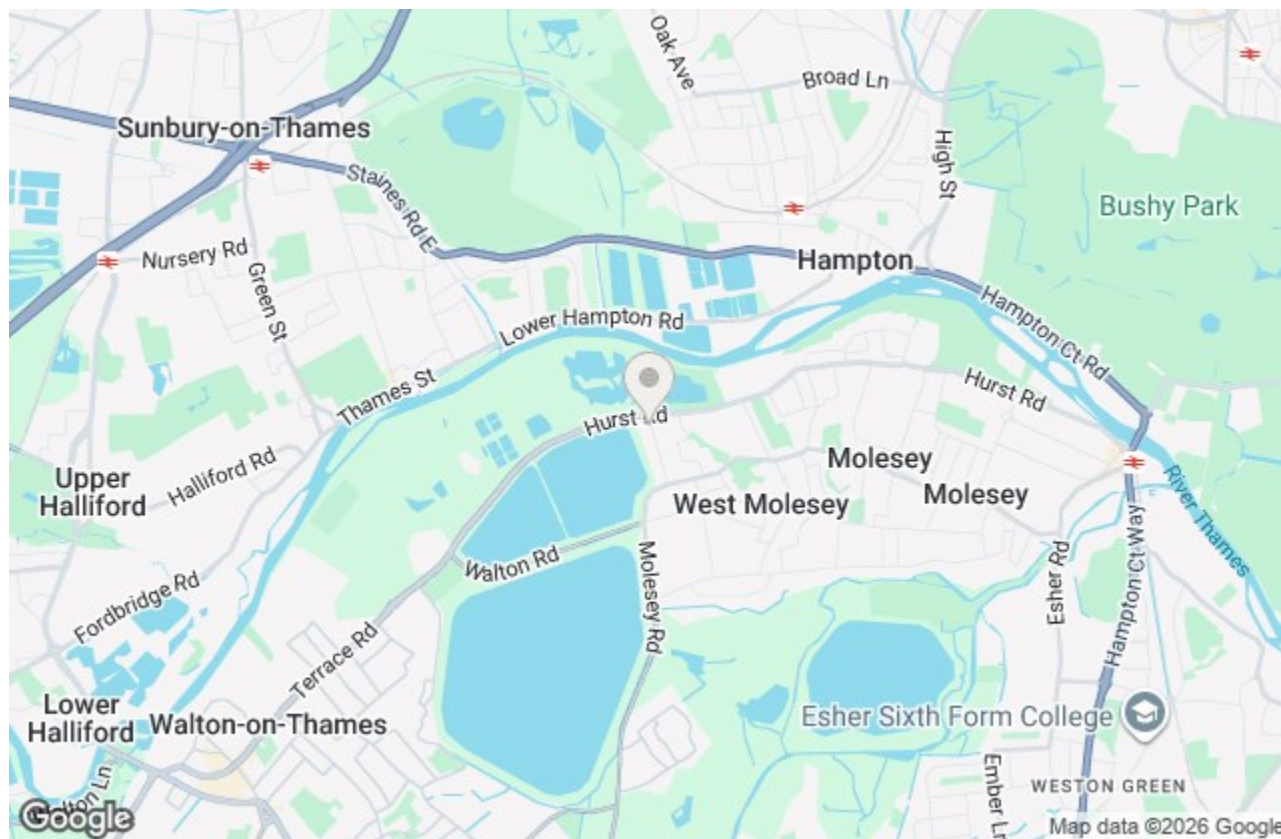 Oak Ave
Broad Ln
Sunbury-on-Thames
High St
Staines Rd E
Bushy Park
Nursery Rd
Hampton
Green St
Lower Hampton Rd
Hampton Ct Rd
Thames St
Hurst Rd
Hurst Rd
Upper
Halliford
Halliford Rd
Molesey
West Molesey
Molesey
River Thames
Walton Rd
Molesey Rd
Esher Rd
Hampton Ct Way
Fordbridge Rd
Terrace Rd
Lower
Halliford
Walton-on-Thames
Esher Sixth Form College
Walton Ln
Ember Ln
WESTON GREEN
Google
Map data ©2026 Google